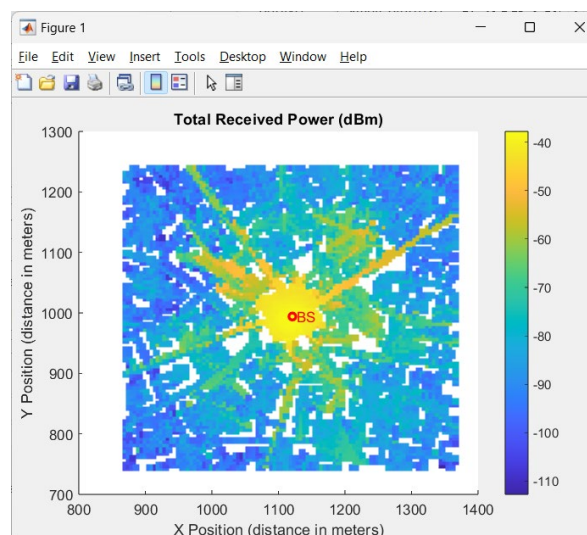 Figure 1
File Edit View Insert Tools Desktop Window Help
Total Received Power (dBm)
1300
1200
1100
1000
900
800
700
Y Position (distance in meters)
BS
800 900 1000 1100 1200 1300 1400
X Position (distance in meters)
-40
-50
-60
-70
-80
-90
-100
-110